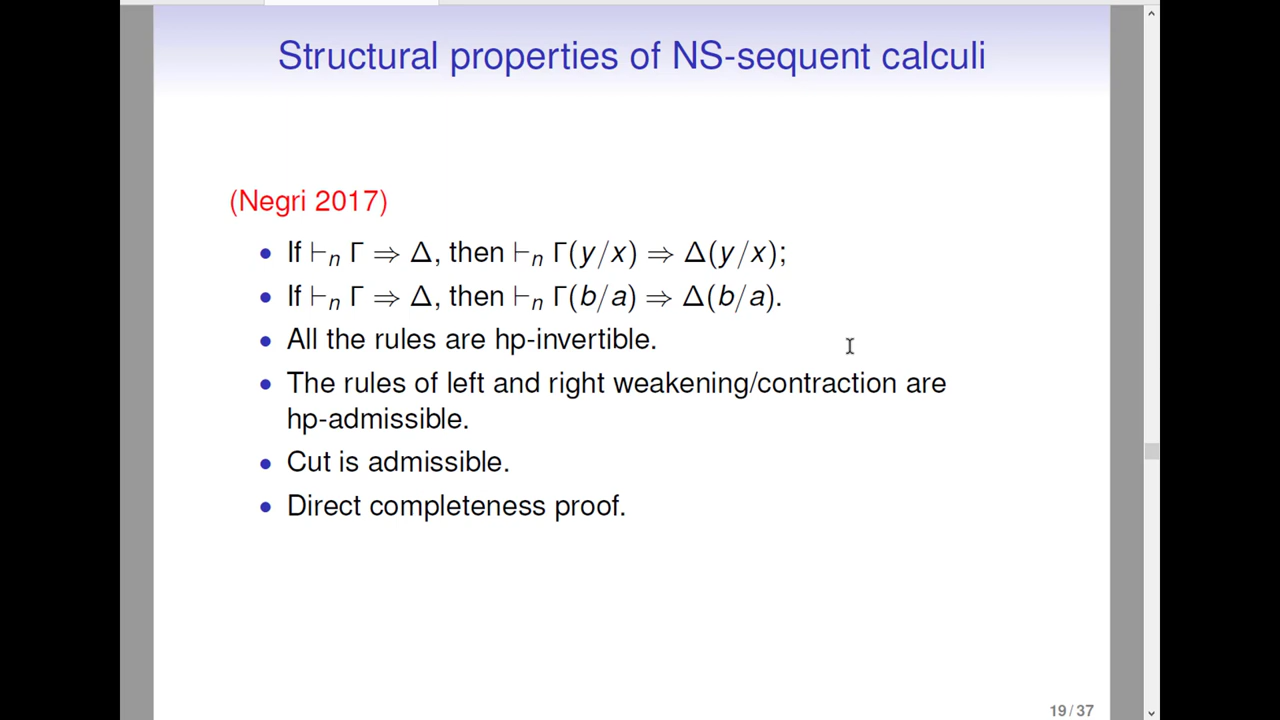 Structural properties of NS-sequent calculi
(Negri 2017)
• If ⊢n Γ ⇒ Δ, then ⊢n Γ(y/x) ⇒ Δ(y/x);
• If ⊢n Γ ⇒ Δ, then ⊢n Γ(b/a) ⇒ Δ(b/a).
• All the rules are hp-invertible.
• The rules of left and right weakening/contraction are
hp-admissible.
• Cut is admissible.
• Direct completeness proof.
19/37